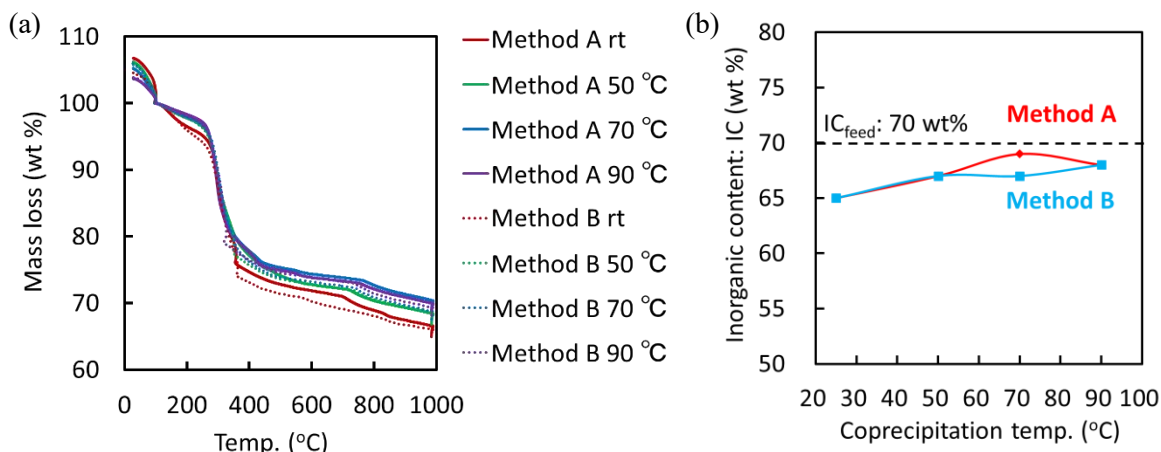 (a)
110
100
90
80
70
60
Mass loss (wt %)
0 200 400 600 800 1000
Temp. (°C)
Method A rt
Method A 50 ℃
Method A 70 ℃
Method A 90 ℃
Method B rt
Method B 50 ℃
Method B 70 ℃
Method B 90 ℃
(b)
80
75
70
65
60
55
50
Inorganic content: IC (wt %)
IC_feed: 70 wt%
Method A
Method B
20 30 40 50 60 70 80 90 100
Coprecipitation temp. (°C)